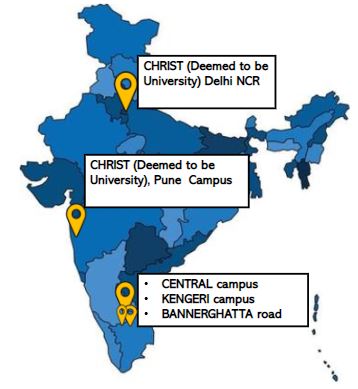 CHRIST (Deemed to be
University) Delhi NCR
CHRIST (Deemed to be
University), Pune Campus
• CENTRAL campus
• KENGERI campus
• BANNERGHATTA road